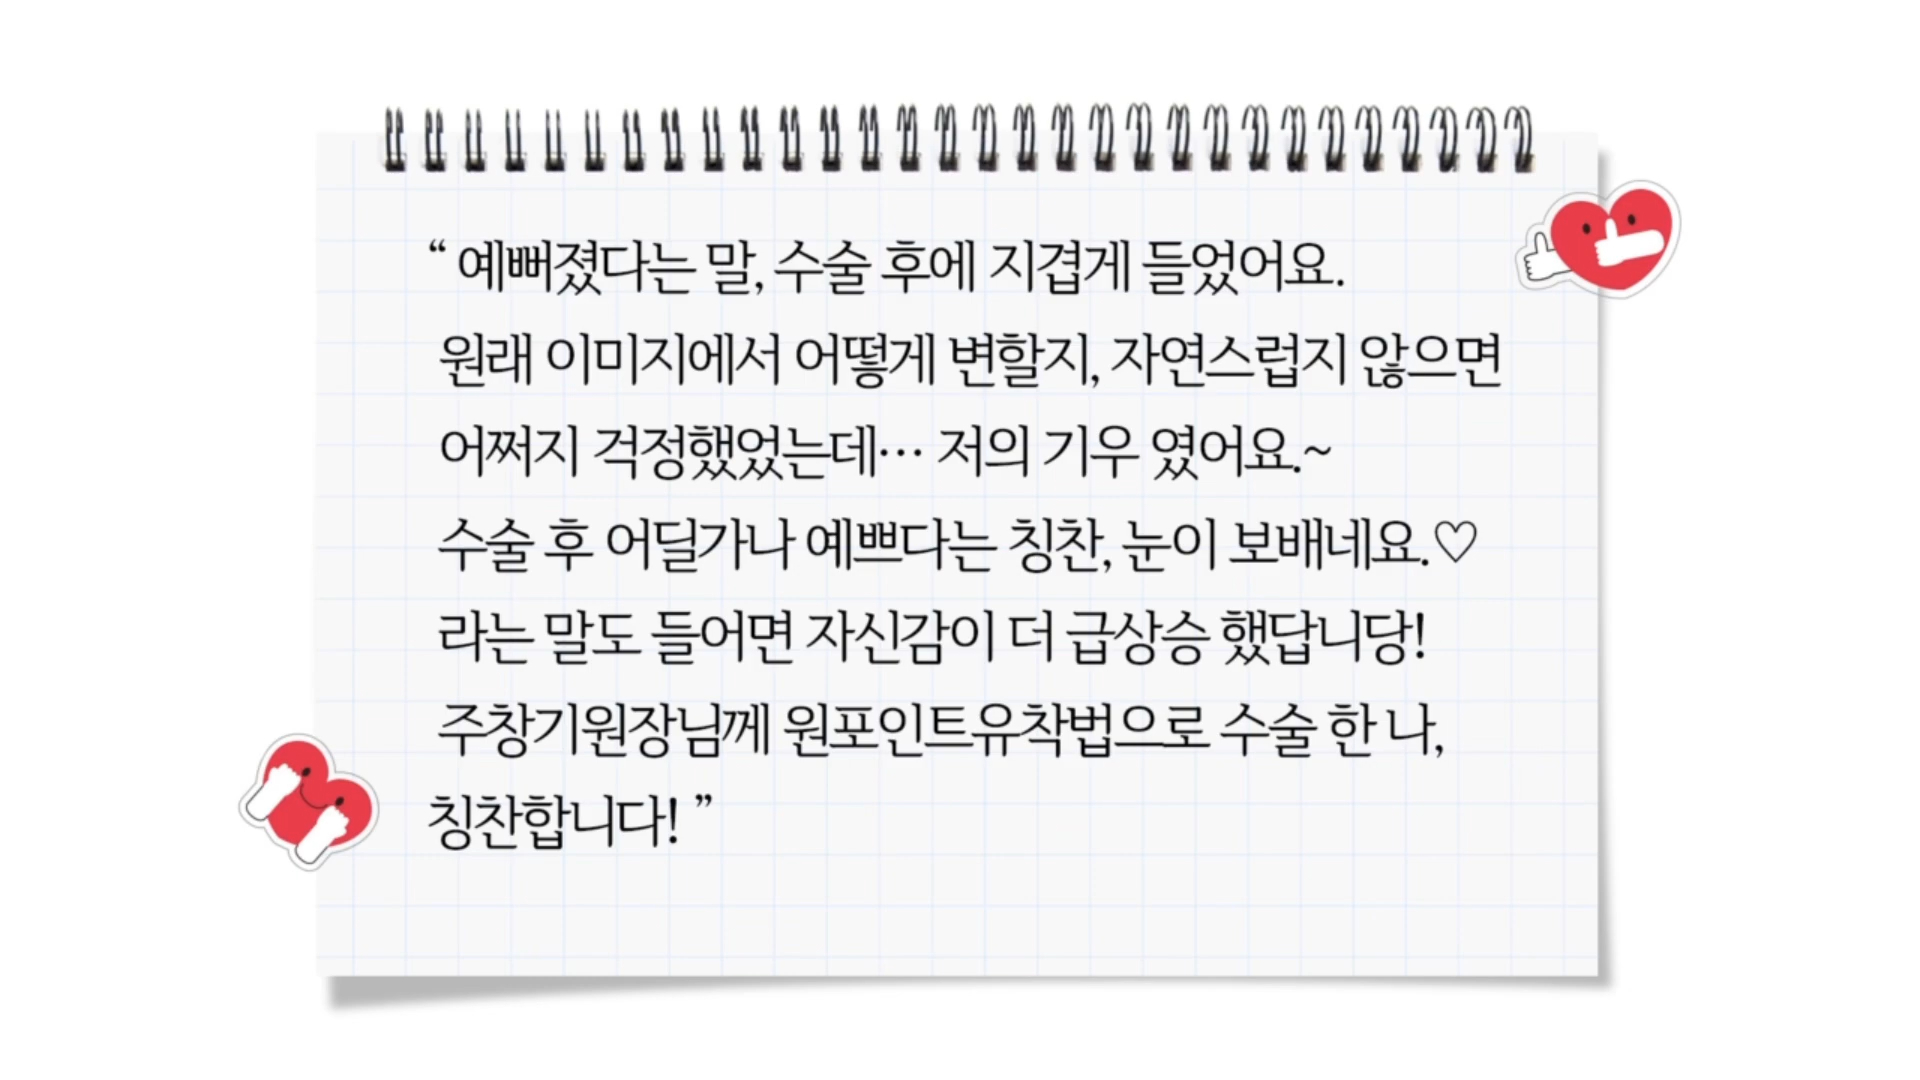 “ 예뻐졌다는 말, 수술 후에 지겹게 들었어요.
원래 이미지에서 어떻게 변할지, 자연스럽지 않으면
어쩌지 걱정했었는데… 저의 기우 였어요.~
수술 후 어딜가나 예쁘다는 칭찬, 눈이 보배네요.♡
라는 말도 들어면 자신감이 더 급상승 했답니당!
주창기원장님께 원포인트유착법으로 수술 한 나,
칭찬합니다! ”